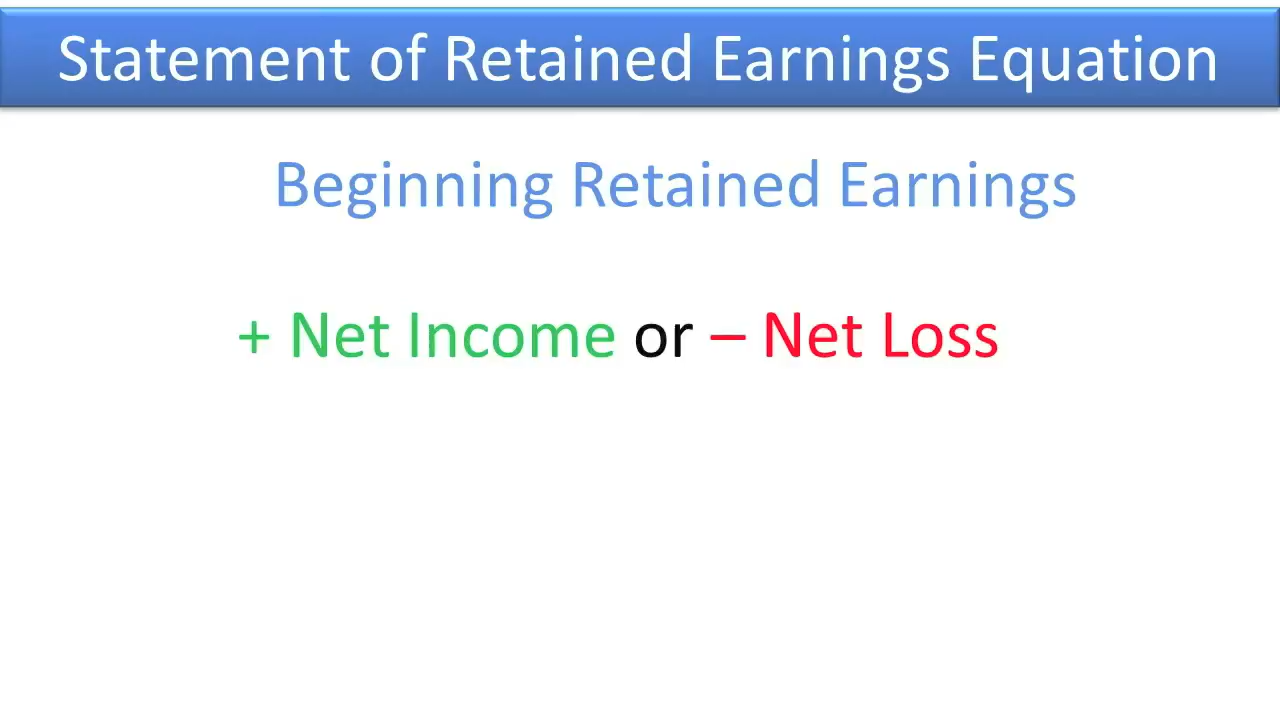 Statement of Retained Earnings Equation
Beginning Retained Earnings
+ Net Income or – Net Loss